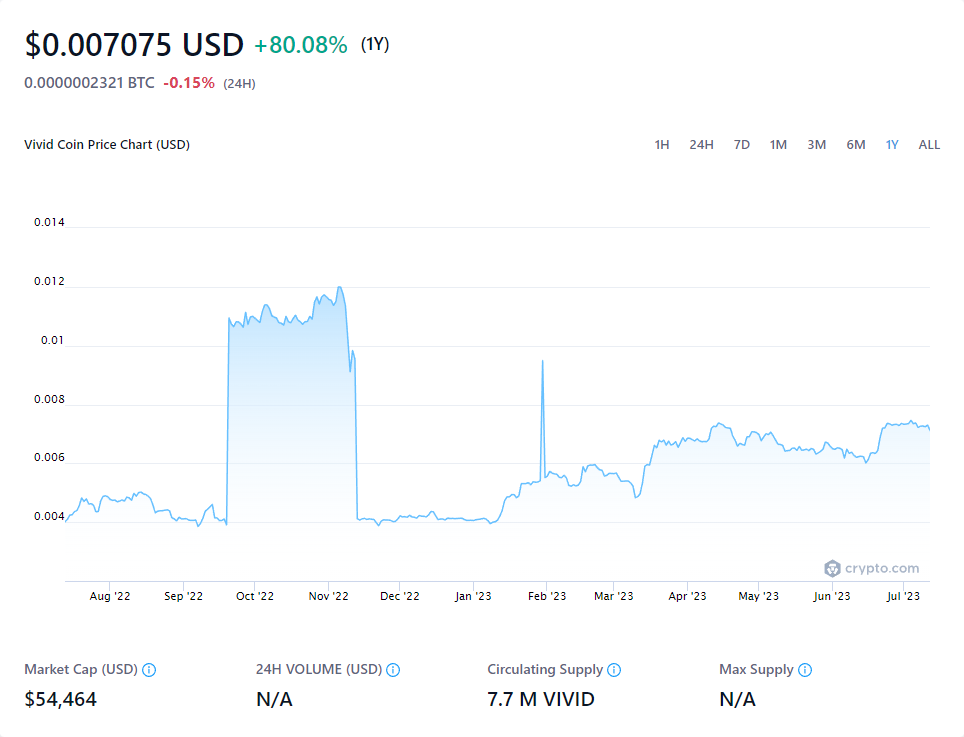 $0.007075 USD +80.08% (1Y)
0.0000002321 BTC -0.15% (24H)
Vivid Coin Price Chart (USD) 1H 24H 7D 1M 3M 6M 1Y ALL
0.014
0.012
0.01
0.008
0.006
0.004
crypto.com
Aug '22 Sep '22 Oct '22 Nov '22 Dec '22 Jan '23 Feb '23 Mar '23 Apr '23 May '23 Jun '23 Jul '23
Market Cap (USD) 24H VOLUME (USD) Circulating Supply Max Supply
$54,464 N/A 7.7 M VIVID N/A